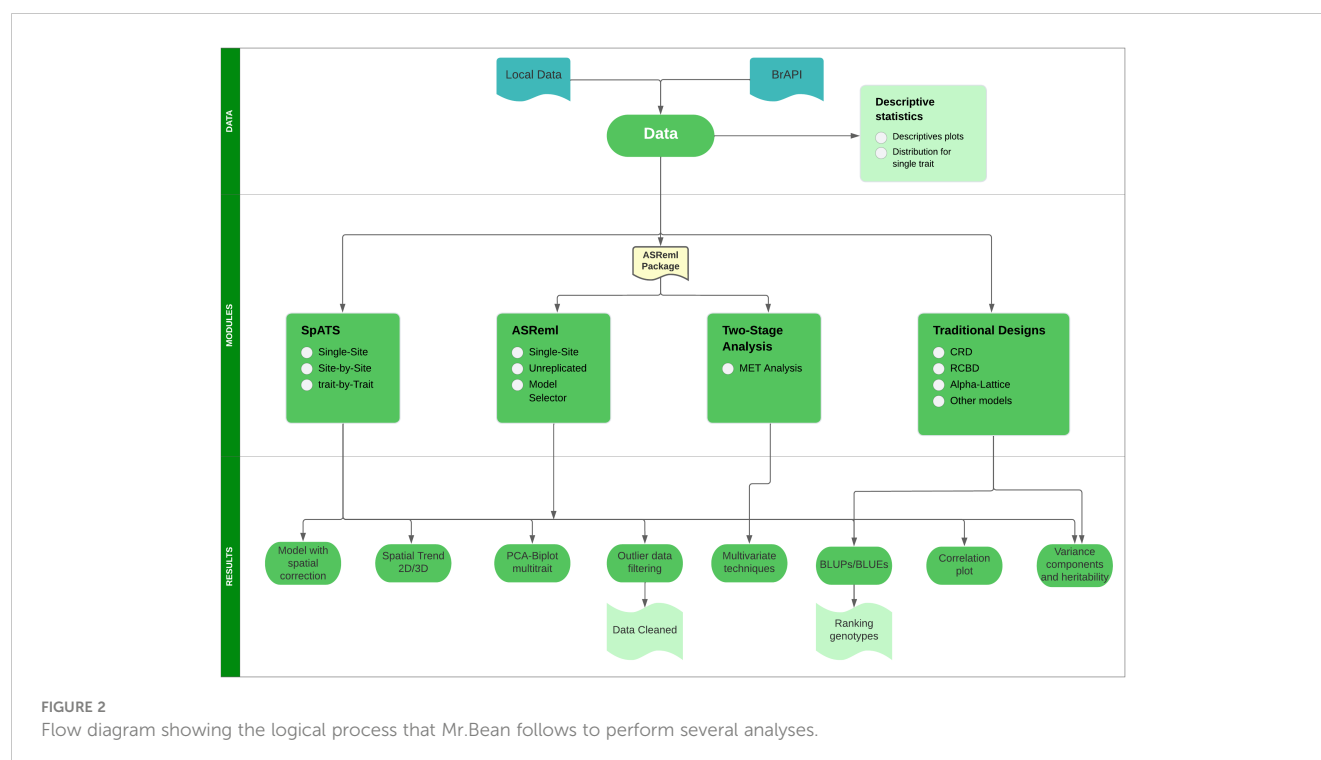 DATA
Local Data
BrAPI
Data
Descriptive
statistics
Descriptives plots
Distribution for
single trait
MODULES
ASReml
Package
SpATS
Single-Site
Site-by-Site
trait-by-Trait
ASReml
Single-Site
Unreplicated
Model
Selector
Two-Stage
Analysis
MET Analysis
Traditional Designs
CRD
RCBD
Alpha-Lattice
Other models
RESULTS
Model with
spatial
correction
Spatial Trend
2D/3D
PCA-Biplot
multitrait
Outlier data
filtering
Multivariate
techniques
BLUPs/BLUEs
Correlation
plot
Variance
components
and heritability
Data Cleaned
Ranking
genotypes
FIGURE 2
Flow diagram showing the logical process that Mr.Bean follows to perform several analyses.